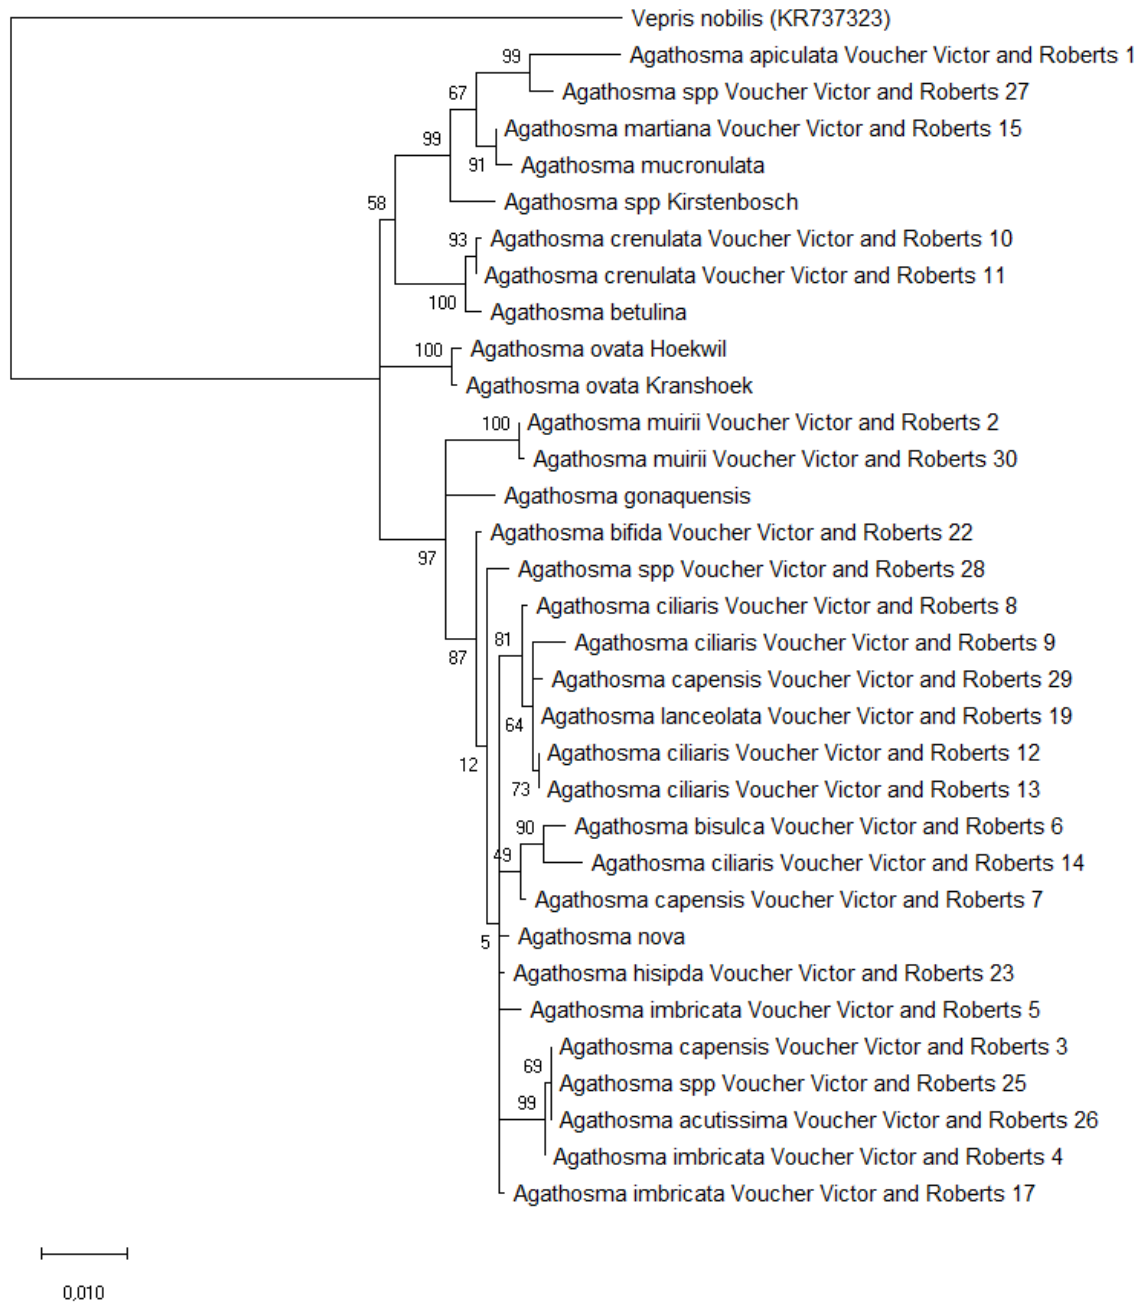 Vepris nobilis (KR737323)
99
Agathosma apiculata Voucher Victor and Roberts 1
Agathosma spp Voucher Victor and Roberts 27
67
Agathosma martiana Voucher Victor and Roberts 15
99
Agathosma mucronulata
91
Agathosma spp Kirstenbosch
58
Agathosma crenulata Voucher Victor and Roberts 10
93
Agathosma crenulata Voucher Victor and Roberts 11
100
Agathosma betulina
100
Agathosma ovata Hoekwil
Agathosma ovata Kranshoek
100
Agathosma muirii Voucher Victor and Roberts 2
Agathosma muirii Voucher Victor and Roberts 30
Agathosma gonaquensis
Agathosma bifida Voucher Victor and Roberts 22
97
Agathosma spp Voucher Victor and Roberts 28
Agathosma ciliaris Voucher Victor and Roberts 8
81
Agathosma ciliaris Voucher Victor and Roberts 9
87
Agathosma capensis Voucher Victor and Roberts 29
Agathosma lanceolata Voucher Victor and Roberts 19
64
Agathosma ciliaris Voucher Victor and Roberts 12
12
Agathosma ciliaris Voucher Victor and Roberts 13
73
90
Agathosma bisulca Voucher Victor and Roberts 6
49
Agathosma ciliaris Voucher Victor and Roberts 14
Agathosma capensis Voucher Victor and Roberts 7
Agathosma nova
5
Agathosma hisipda Voucher Victor and Roberts 23
Agathosma imbricata Voucher Victor and Roberts 5
Agathosma capensis Voucher Victor and Roberts 3
69
Agathosma spp Voucher Victor and Roberts 25
99
Agathosma acutissima Voucher Victor and Roberts 26
Agathosma imbricata Voucher Victor and Roberts 4
Agathosma imbricata Voucher Victor and Roberts 17
0,010